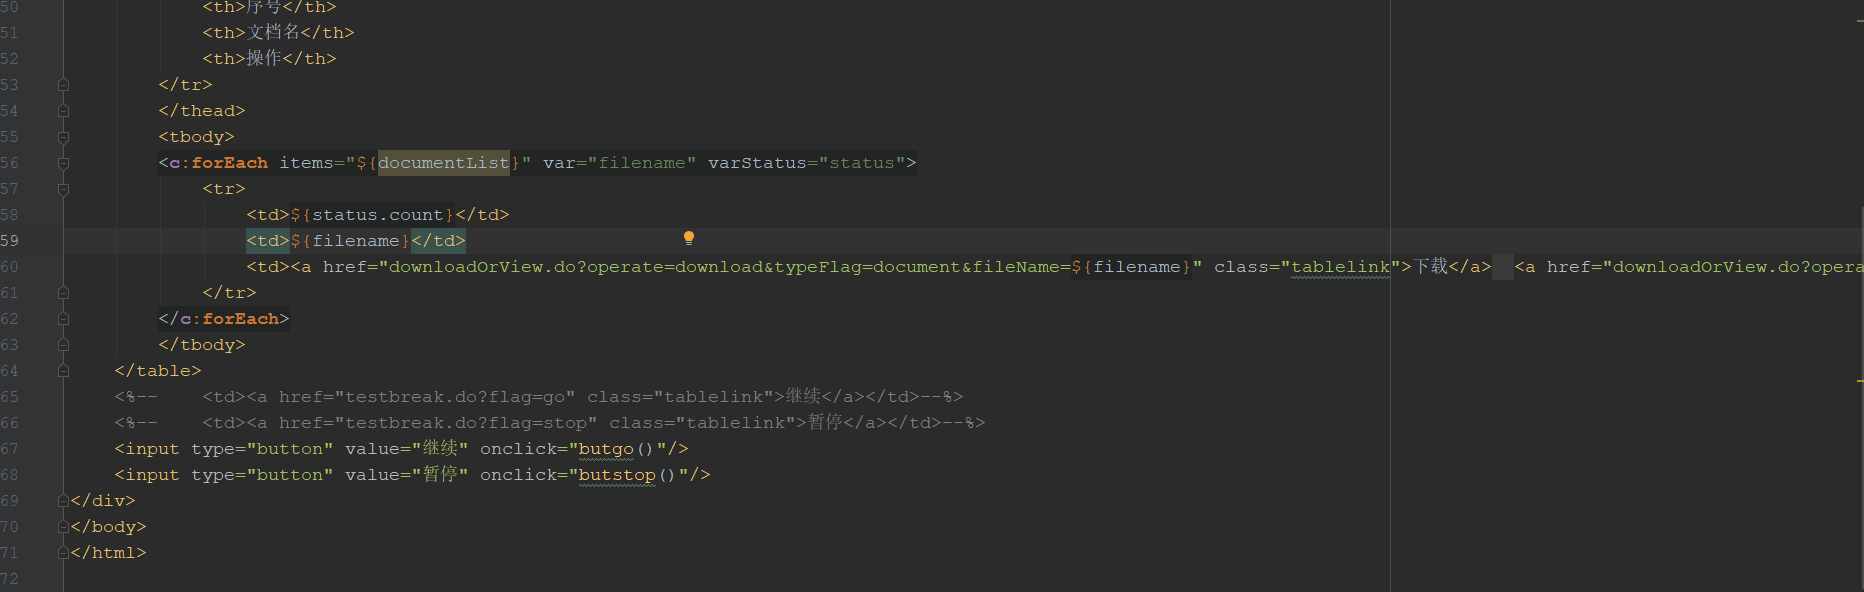 50 <th>序号</th>
51 <th>文档名</th>
52 <th>操作</th>
53 </tr>
54 </thead>
55 <tbody>
56 <c:forEach items="${documentList}" var="filename" varStatus="status">
57 <tr>
58 <td>${status.count}</td>
59 <td>${filename}</td>
60 <td><a href="downloadOrView.do?operate=download&typeFlag=document&fileName=${filename}" class="tablelink">下载</a> <a href="downloadOrView.do?opera
61 </tr>
62 </c:forEach>
63 </tbody>
64 </table>
65 <%-- <td><a href="testbreak.do?flag=go" class="tablelink">继续</a></td>--%>
66 <%-- <td><a href="testbreak.do?flag=stop" class="tablelink">暂停</a></td>--%>
67 <input type="button" value="继续" onclick="butgo()"/>
68 <input type="button" value="暂停" onclick="butstop()"/>
69 </div>
70 </body>
71 </html>
72